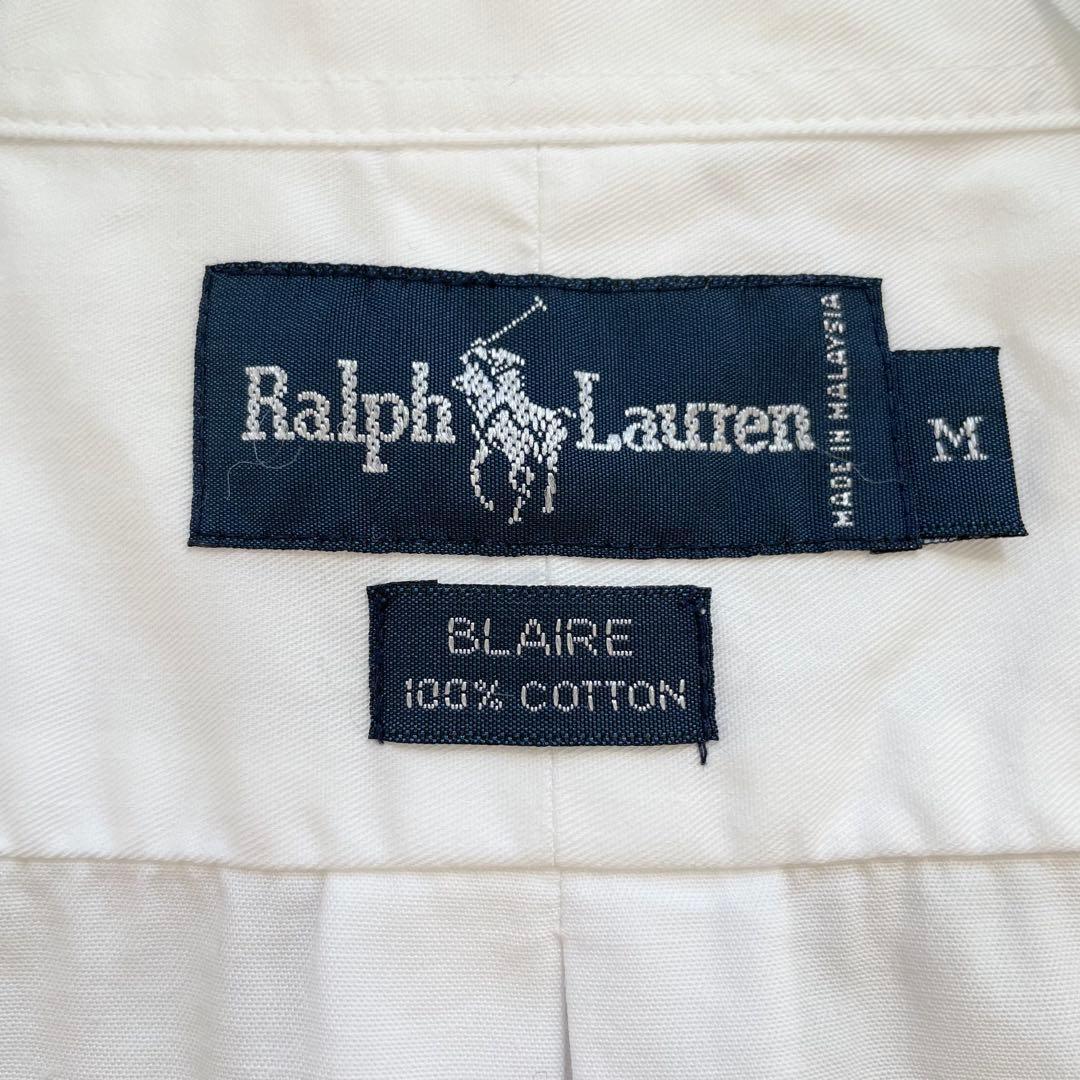 Ralph Lauren
MADE IN MALAYSIA
M
BLAIRE
100% COTTON